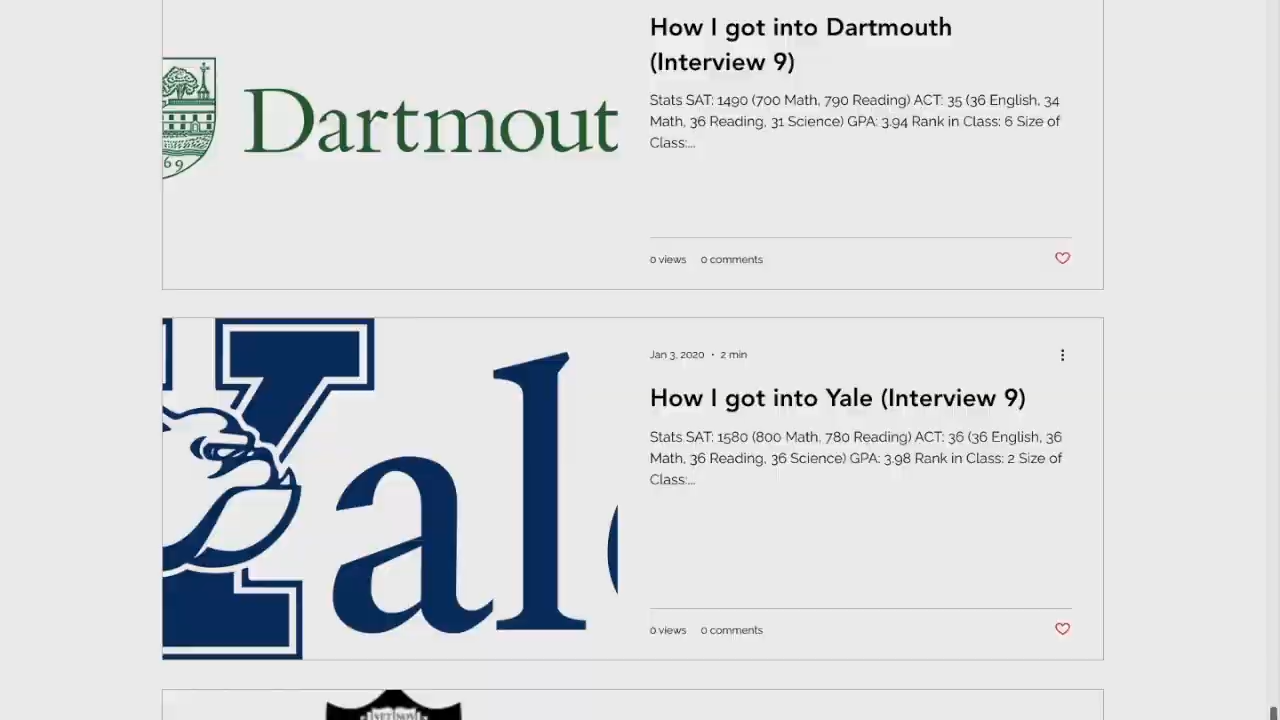 How I got into Dartmouth
(Interview 9)
Dartmout
Stats SAT: 1490 (700 Math, 790 Reading) ACT: 35 (36 English, 34
Math, 36 Reading, 31 Science) GPA: 3.94 Rank in Class: 6 Size of
Class:...
69
0 views 0 comments
Jan 3, 2020 · 2 min
How I got into Yale (Interview 9)
Yal
Stats SAT: 1580 (800 Math, 780 Reading) ACT: 36 (36 English, 36
Math, 36 Reading, 36 Science) GPA: 3.98 Rank in Class: 2 Size of
Class:...
0 views 0 comments